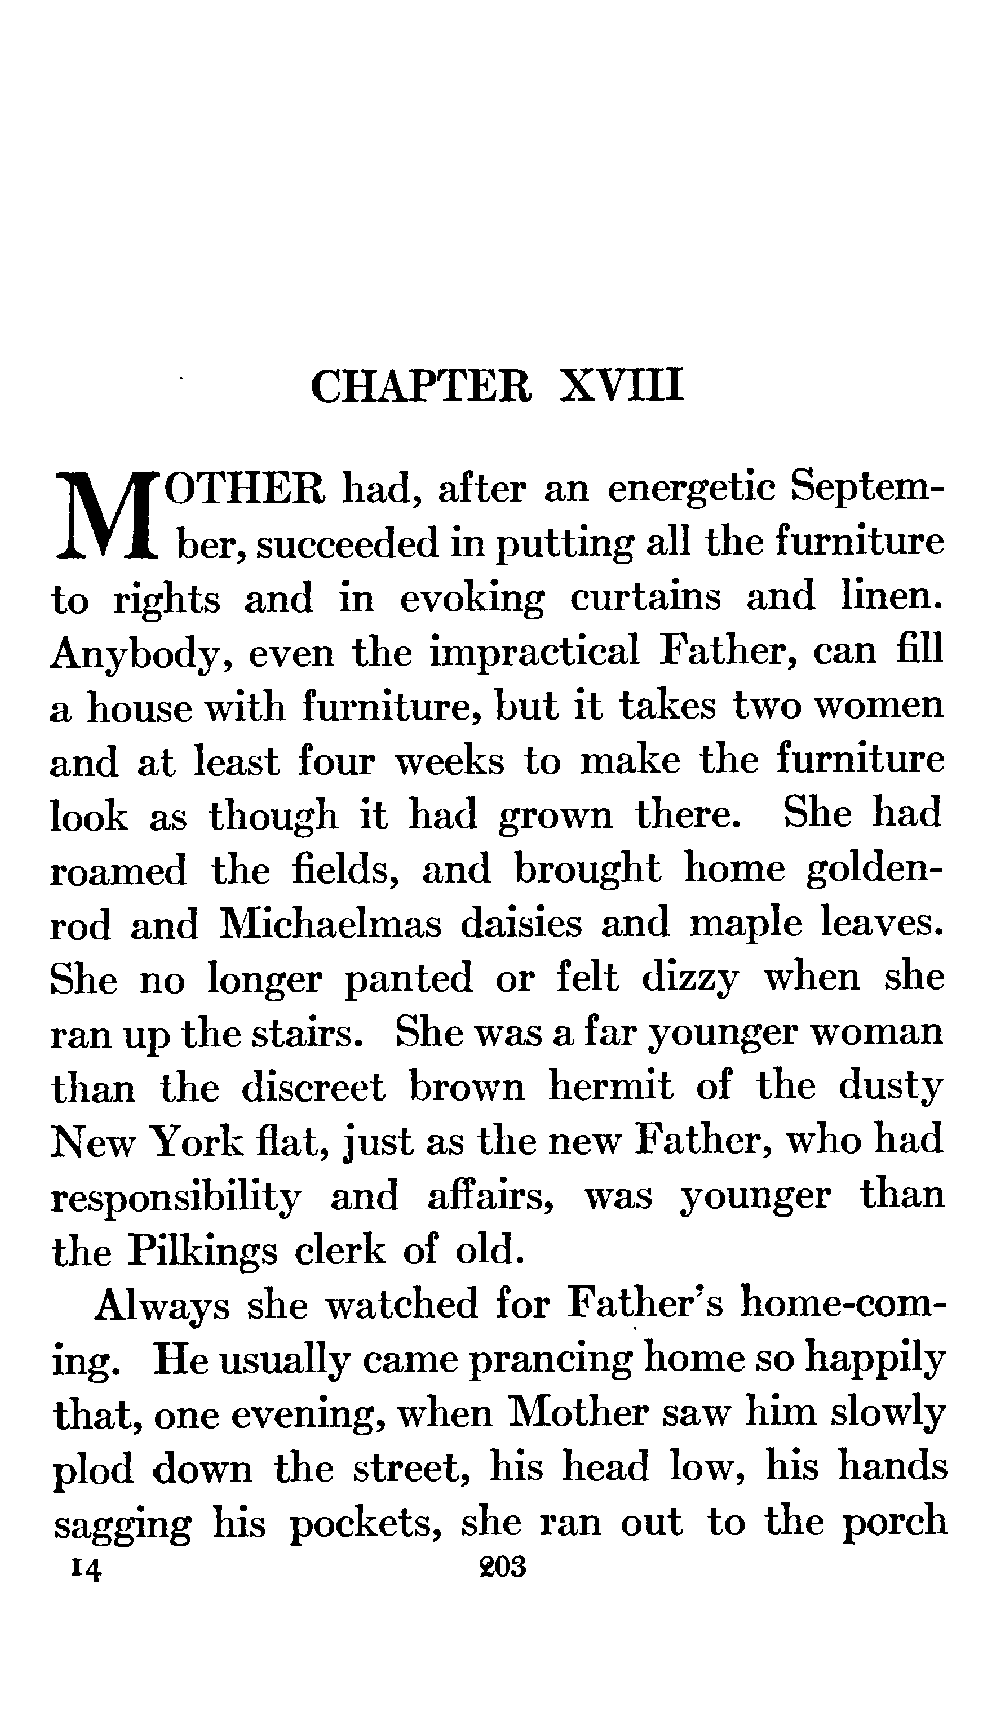 CHAPTER XVIII
MOTHER had, after an energetic Septem-
ber, succeeded in putting all the furniture
to rights and in evoking curtains and linen.
Anybody, even the impractical Father, can fill
a house with furniture, but it takes two women
and at least four weeks to make the furniture
look as though it had grown there. She had
roamed the fields, and brought home golden-
rod and Michaelmas daisies and maple leaves.
She no longer panted or felt dizzy when she
ran up the stairs. She was a far younger woman
than the discreet brown hermit of the dusty
New York flat, just as the new Father, who had
responsibility and affairs, was younger than
the Pilkings clerk of old.
Always she watched for Father's home-com-
ing. He usually came prancing home so happily
that, one evening, when Mother saw him slowly
plod down the street, his head low, his hands
sagging his pockets, she ran out to the porch
14 203